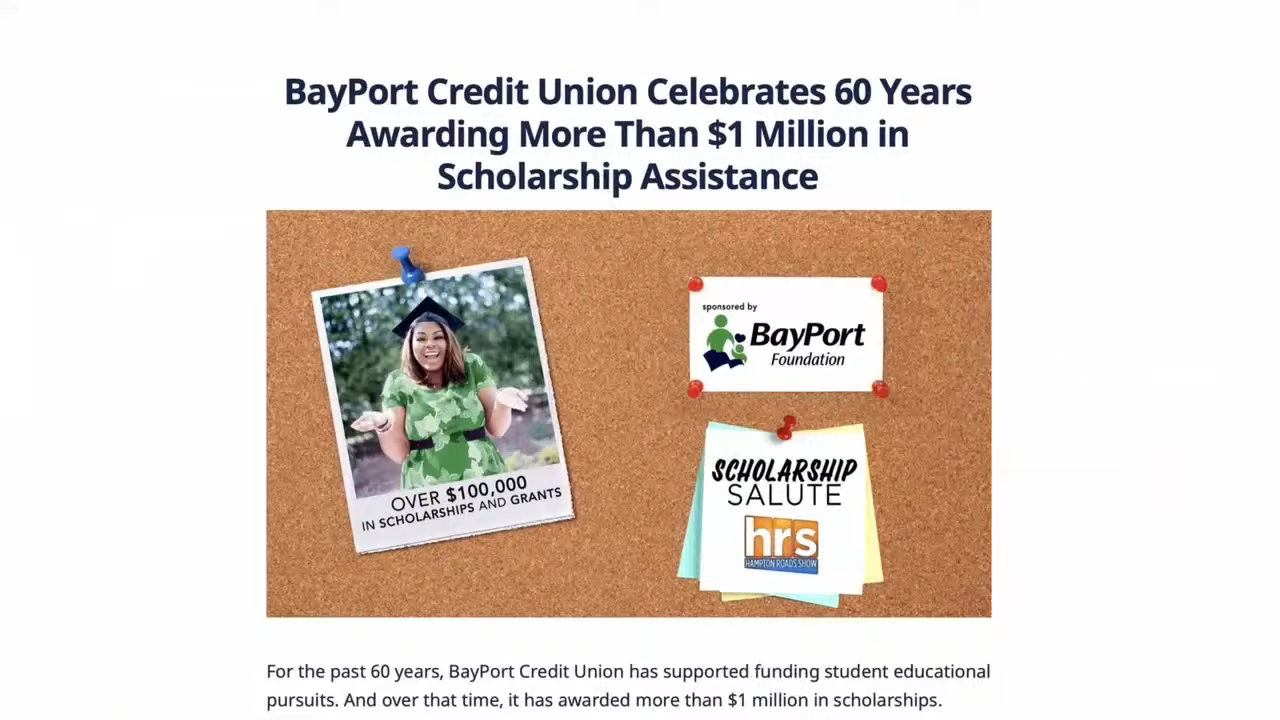 BayPort Credit Union Celebrates 60 Years
Awarding More Than $1 Million in
Scholarship Assistance
sponsored by
BayPort
Foundation
OVER $100,000
IN SCHOLARSHIPS AND GRANTS
SCHOLARSHIP
SALUTE
hrs
HAMPTON ROADS SHOW
For the past 60 years, BayPort Credit Union has supported funding student educational
pursuits. And over that time, it has awarded more than $1 million in scholarships.